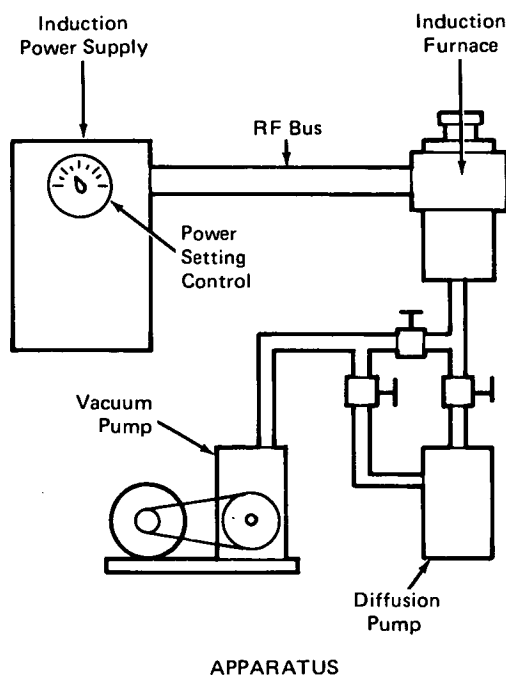 Induction
Power Supply
Induction
Furnace
RF Bus
Power
Setting
Control
Vacuum
Pump
Diffusion
Pump
APPARATUS